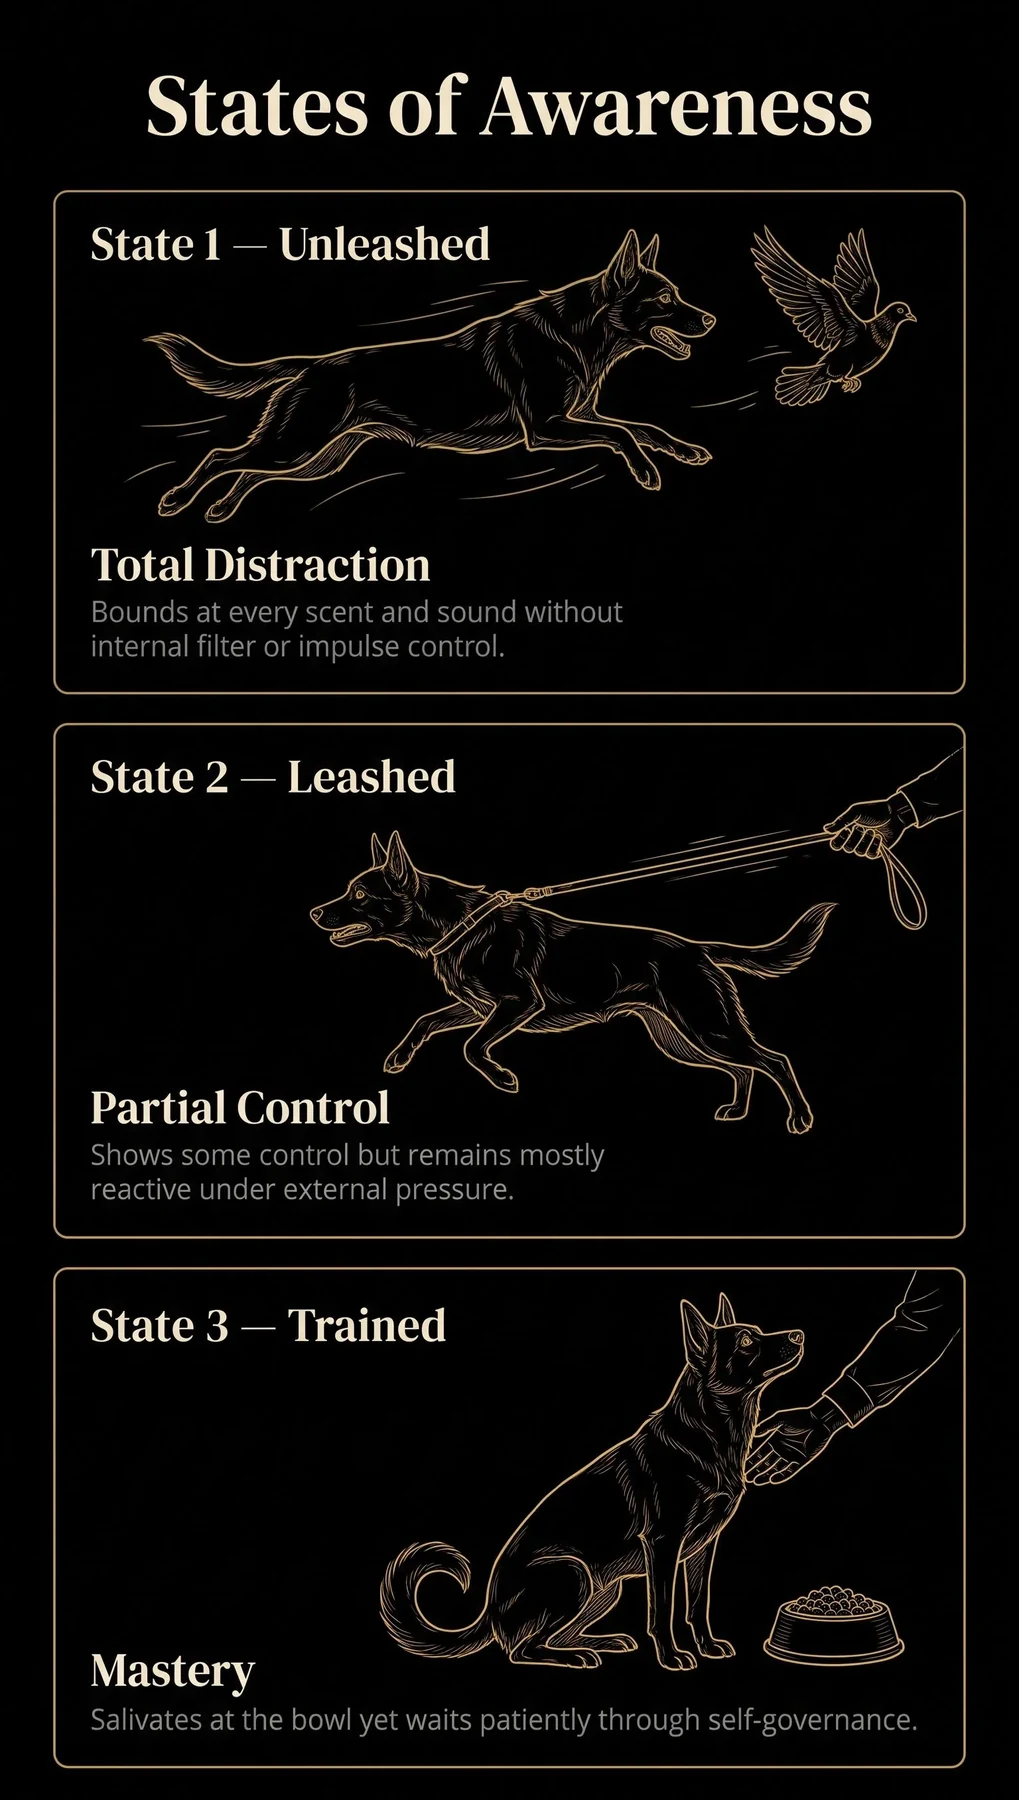 States of Awareness
State 1 — Unleashed
Total Distraction
Bounds at every scent and sound without
internal filter or impulse control.
State 2 — Leashed
Partial Control
Shows some control but remains mostly
reactive under external pressure.
State 3 — Trained
Mastery
Salivates at the bowl yet waits patiently through self-governance.